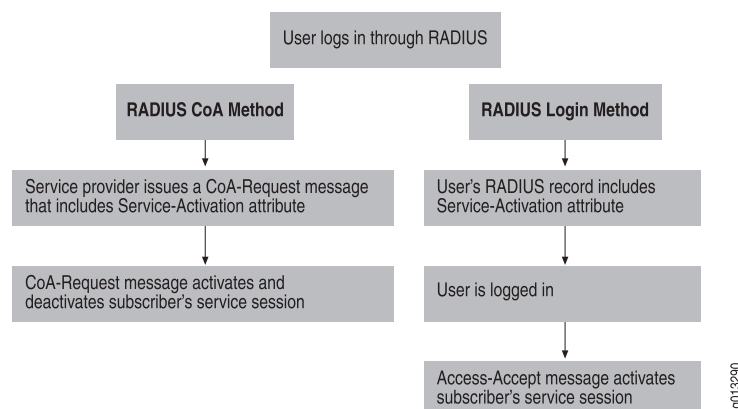 User logs in through RADIUS
RADIUS CoA Method
Service provider issues a CoA-Request message
that includes Service-Activation attribute
CoA-Request message activates and
deactivates subscriber's service session
RADIUS Login Method
User's RADIUS record includes
Service-Activation attribute
User is logged in
Access-Accept message activates
subscriber's service session
g013290